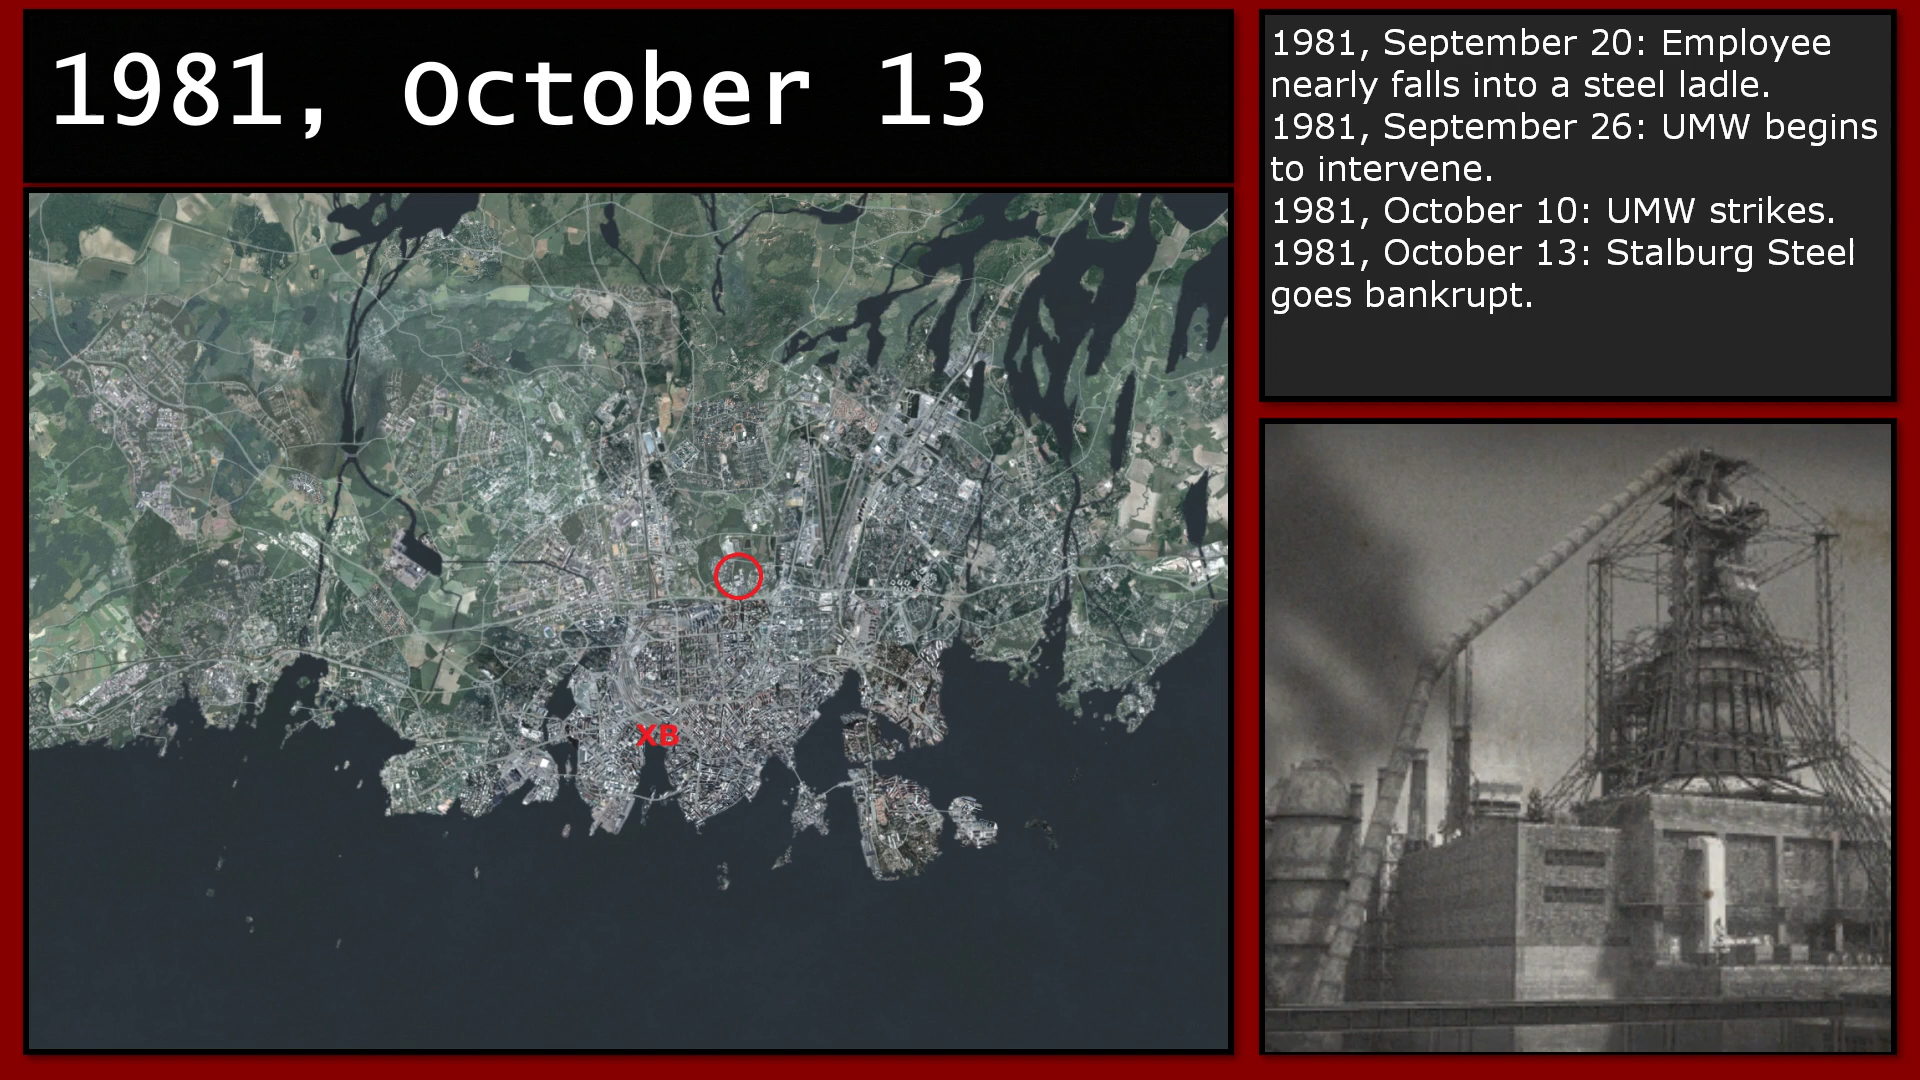 1981, October 13
1981, September 20: Employee
nearly falls into a steel ladle.
1981, September 26: UMW begins
to intervene.
1981, October 10: UMW strikes.
1981, October 13: Stalburg Steel
goes bankrupt.
XB